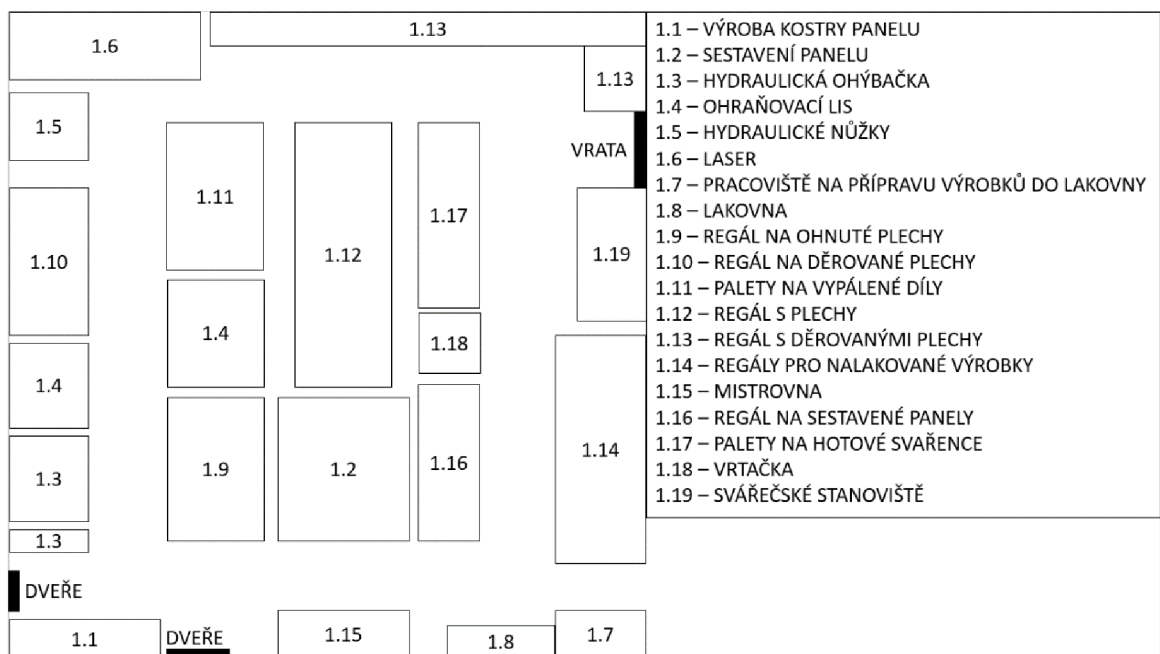 1.6
1.13
1.13
1.5
VRATA
1.11
1.12
1.17
1.10
1.19
1.4
1.18
1.4
1.3
1.9
1.2
1.16
1.14
1.3
DVEŘE
1.1
DVEŘE
1.15
1.8
1.7
1.1 – VÝROBA KOSTRY PANELU
1.2 – SESTAVENÍ PANELU
1.3 – HYDRAULICKÁ OHÝBAČKA
1.4 – OHRAŇOVACÍ LIS
1.5 – HYDRAULICKÉ NŮŽKY
1.6 – LASER
1.7 – PRACOVIŠTĚ NA PŘÍPRAVU VÝROBKŮ DO LAKOVNY
1.8 – LAKOVNA
1.9 – REGÁL NA OHNUTÉ PLECHY
1.10 – REGÁL NA DĚROVANÉ PLECHY
1.11 – PALETY NA VYPÁLENÉ DÍLY
1.12 – REGÁL S PLECHY
1.13 – REGÁL S DĚROVANÝMI PLECHY
1.14 – REGÁLY PRO NALAKOVANÉ VÝROBKY
1.15 – MISTROVNA
1.16 – REGÁL NA SESTAVENÉ PANELY
1.17 – PALETY NA HOTOVÉ SVAŘENCE
1.18 – VRTAČKA
1.19 – SVÁŘEČSKÉ STANOVIŠTĚ